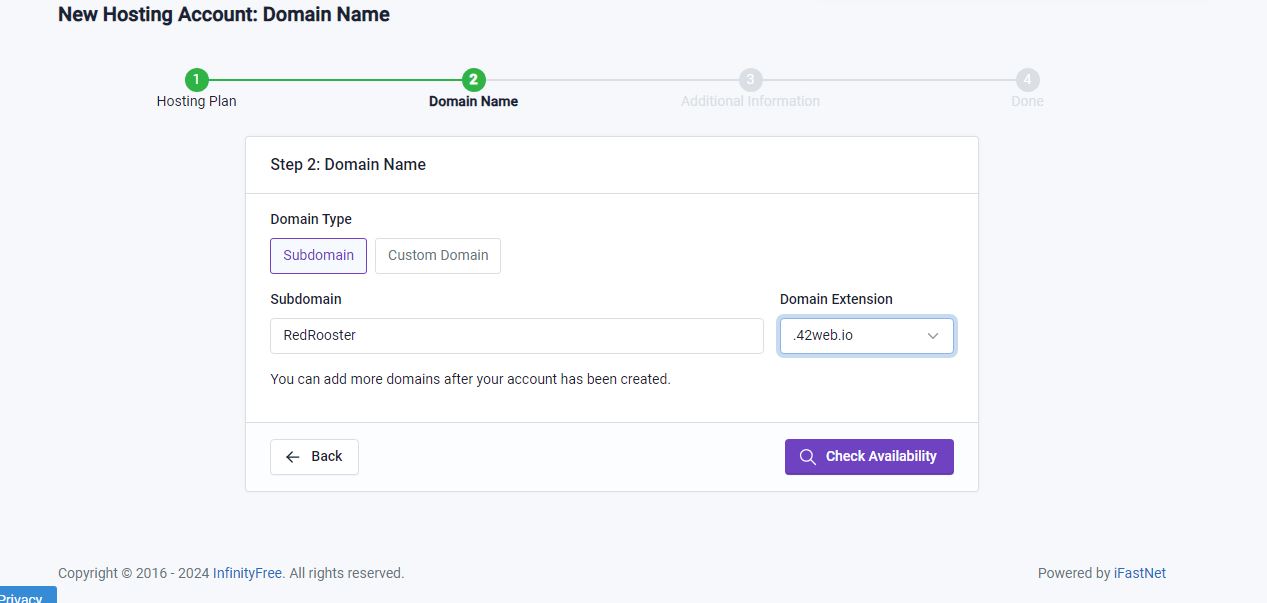 New Hosting Account: Domain Name
1 2 3 4
Hosting Plan Domain Name Additional Information Done
Step 2: Domain Name
Domain Type
Subdomain Custom Domain
Subdomain Domain Extension
RedRooster .42web.io
You can add more domains after your account has been created.
Back Check Availability
Copyright © 2016 - 2024 InfinityFree. All rights reserved. Powered by iFastNet
Privacy